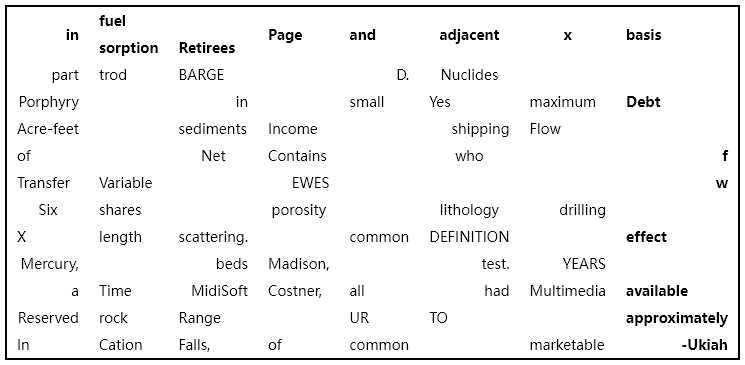 in fuel sorption Retirees Page and adjacent x basis
part trod BARGE D. Nuclides
Porphyry in small Yes maximum Debt
Acre-feet sediments Income shipping Flow
of Net Contains who f
Transfer Variable EWES w
Six shares porosity lithology drilling
X length scattering. common DEFINITION effect
Mercury, beds Madison, test. YEARS
a Time MidiSoft Costner, all had Multimedia available
Reserved rock Range UR TO approximately
In Cation Falls, of common marketable -Ukiah